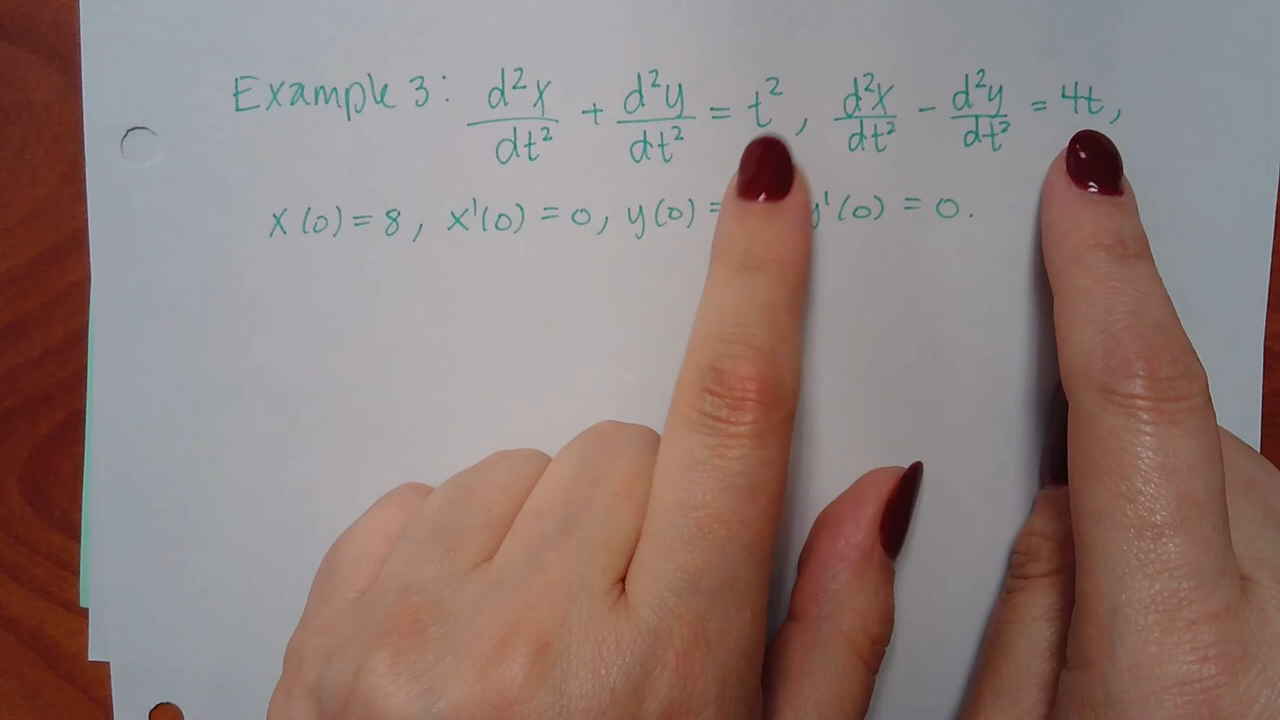 Example 3: d²x/dt² + d²y/dt² = t², d²x/dt² - d²y/dt² = 4t,
x(0) = 8, x'(0) = 0, y(0) = y'(0) = 0.